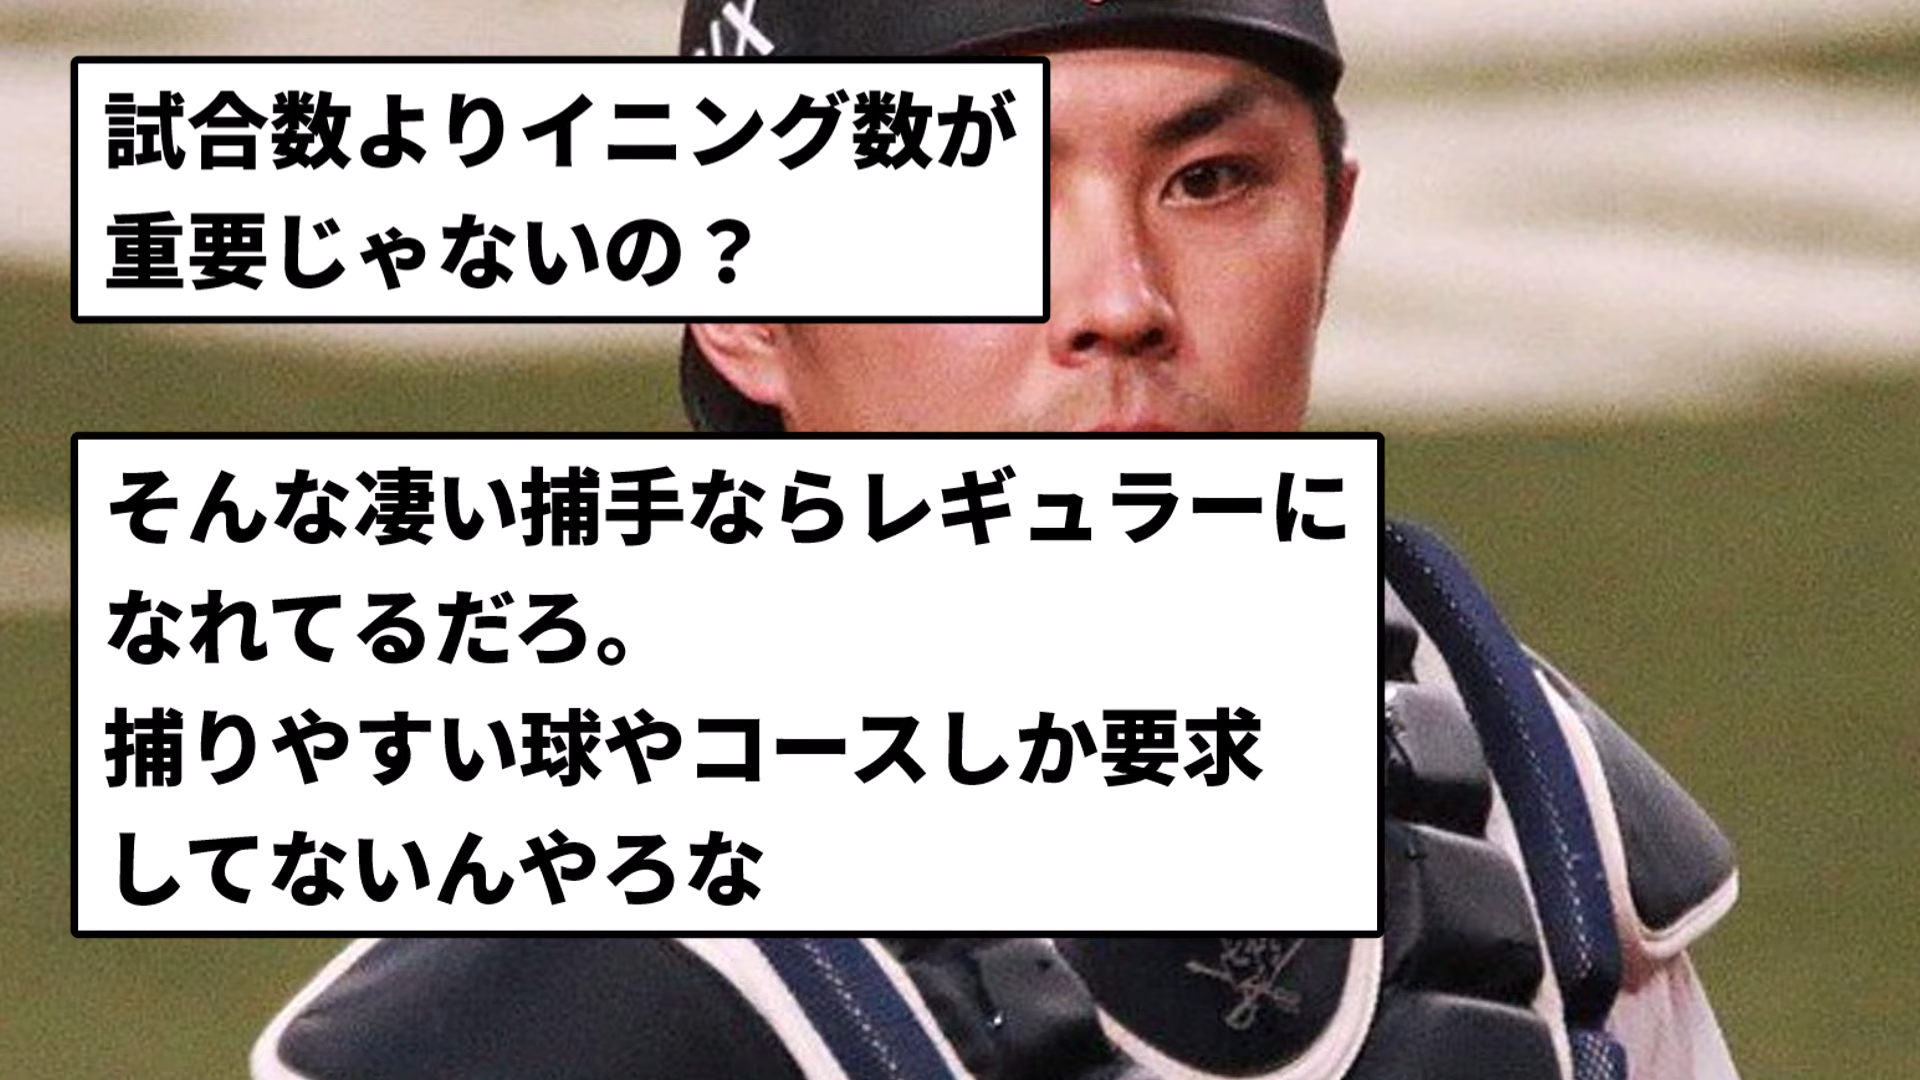 試合数よりイニング数が
重要じゃないの？
そんな凄い捕手ならレギュラーに
なれてるだろ。
捕りやすい球やコースしか要求
してないんやろな